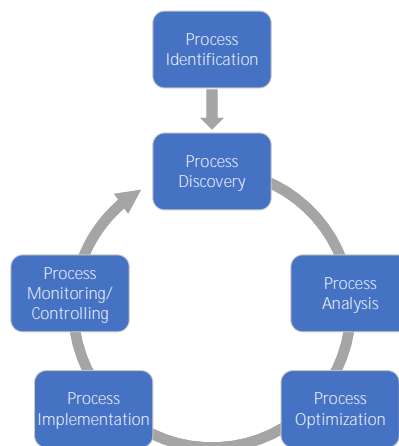 Process
Identification
Process
Discovery
Process
Analysis
Process
Optimization
Process
Implementation
Process
Monitoring/
Controlling